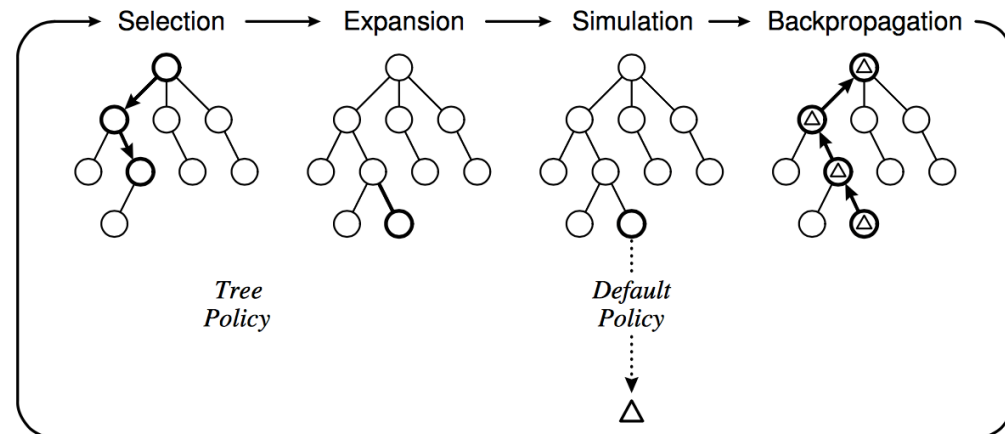 Selection Expansion Simulation Backpropagation
Tree
Policy
Default
Policy